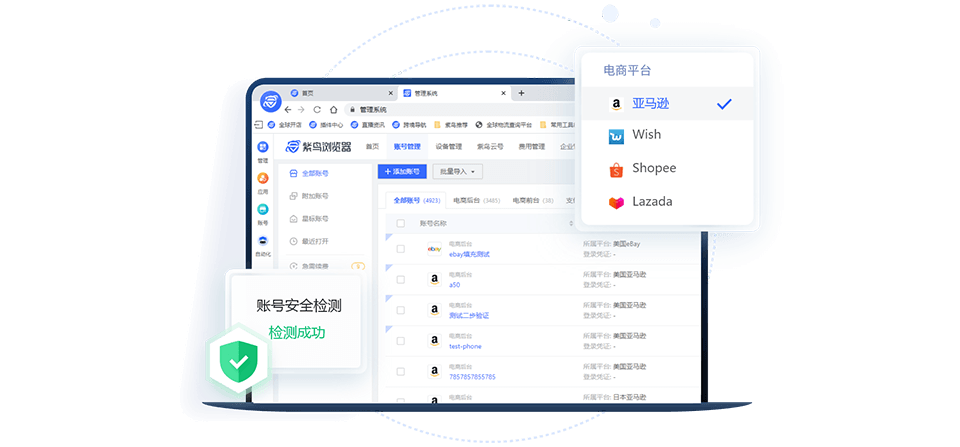 首页
管理系统
管理系统
全球开店
插件中心
直播资讯
跨境导航
紫鸟推荐
全球物流查询平台
常用工具
紫鸟浏览器
首页
账号管理
设备管理
紫鸟云号
费用管理
管理
应用
账号
自动化
全部账号
附加账号
星标账号
最近打开
急需续费
+ 添加账号
批量导入
全部账号 (4923)
电商后台 (3485)
电商前台 (38)
账号名称
电商后台
ebay填充测试
所属平台: 美国eBay
登录凭证: -
电商后台
a50
所属平台: 美国亚马逊
登录凭证: -
电商后台
测试二步验证
所属平台: 美国亚马逊
登录凭证: -
电商后台
test-phone
所属平台: 美国亚马逊
登录凭证: -
电商后台
7857857855785
所属平台: 美国亚马逊
登录凭证: -
电商后台
所属平台: 日本亚马逊
电商平台
亚马逊
Wish
Shopee
Lazada
账号安全检测
检测成功